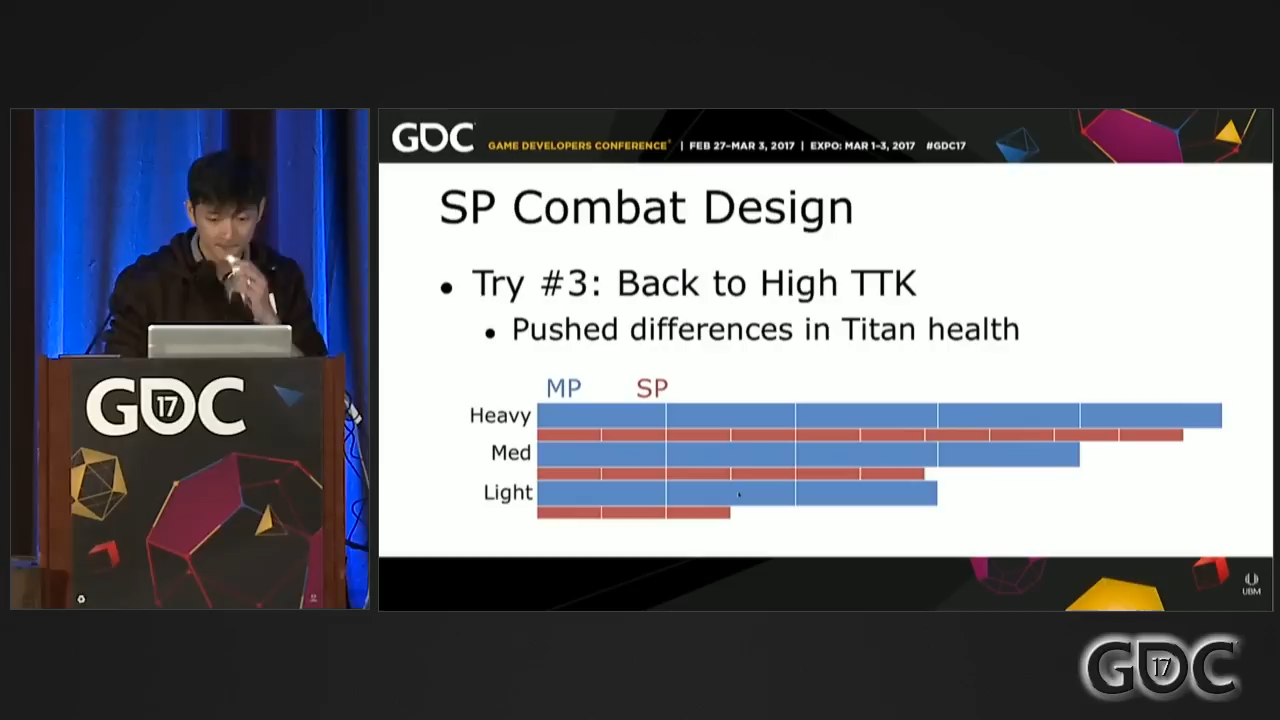 GDC GAME DEVELOPERS CONFERENCE® | FEB 27–MAR 3, 2017 | EXPO: MAR 1–3, 2017 #GDC17
SP Combat Design
• Try #3: Back to High TTK
• Pushed differences in Titan health
MP SP
Heavy
Med
Light
UBM
GDC 17
GDC 17